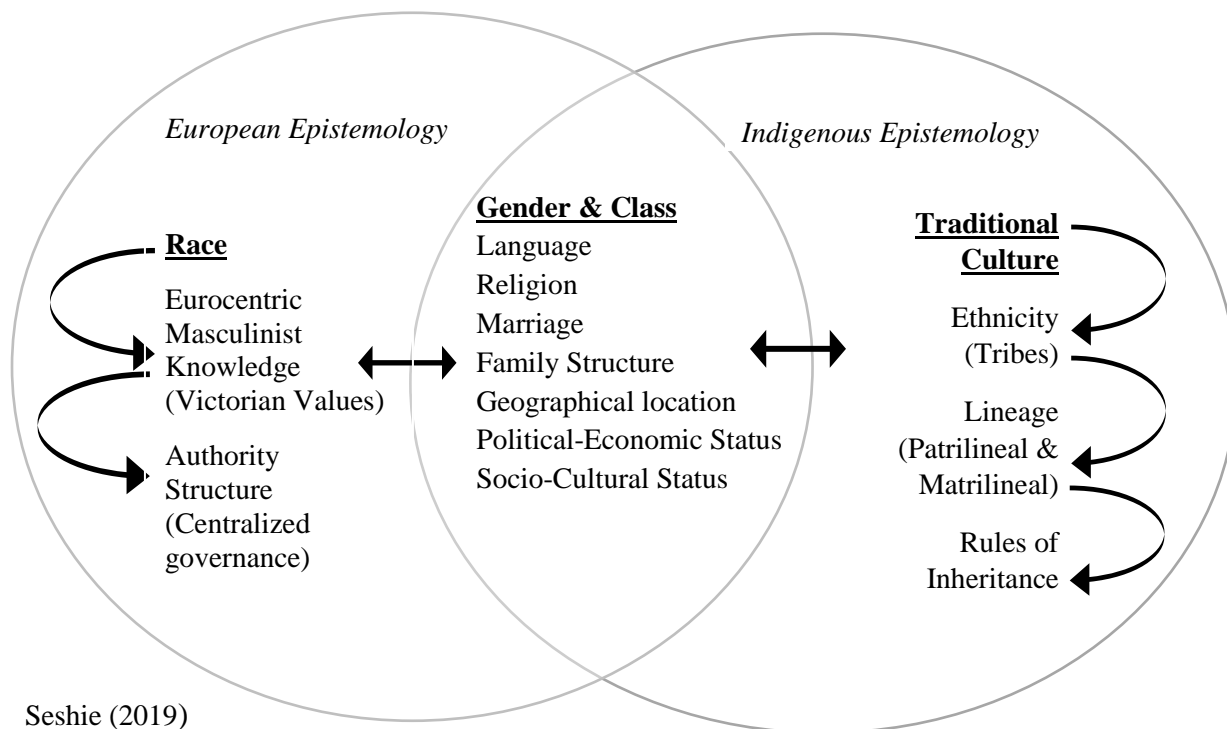 European Epistemology
Indigenous Epistemology
Race
Eurocentric
Masculinist
Knowledge
(Victorian Values)
Authority
Structure
(Centralized
governance)
Gender & Class
Language
Religion
Marriage
Family Structure
Geographical location
Political-Economic Status
Socio-Cultural Status
Traditional
Culture
Ethnicity
(Tribes)
Lineage
(Patrilineal &
Matrilineal)
Rules of
Inheritance
Seshie (2019)